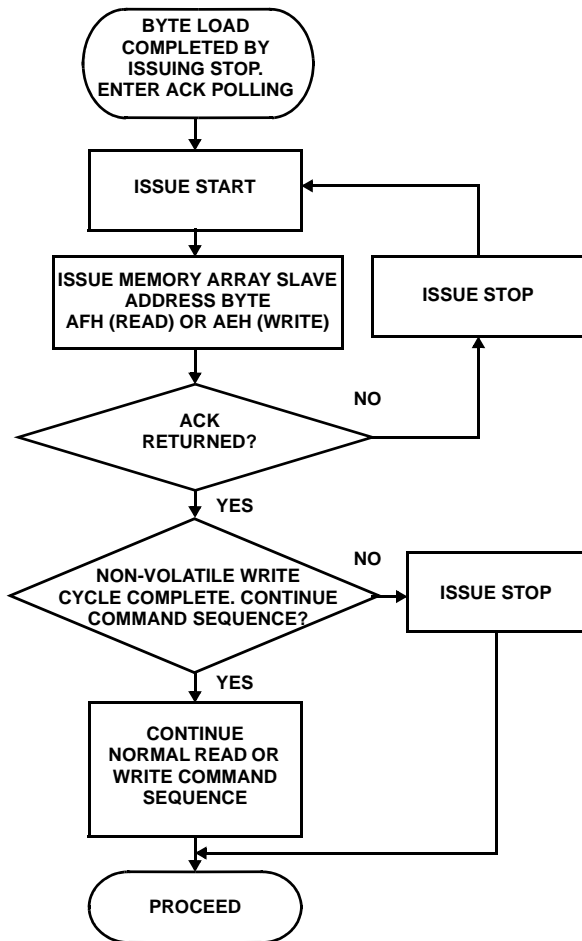 BYTE LOAD
COMPLETED BY
ISSUING STOP.
ENTER ACK POLLING
ISSUE START
ISSUE MEMORY ARRAY SLAVE
ADDRESS BYTE
AFH (READ) OR AEH (WRITE)
ISSUE STOP
ACK
RETURNED?
NO
YES
NON-VOLATILE WRITE
CYCLE COMPLETE. CONTINUE
COMMAND SEQUENCE?
NO
ISSUE STOP
YES
CONTINUE
NORMAL READ OR
WRITE COMMAND
SEQUENCE
PROCEED